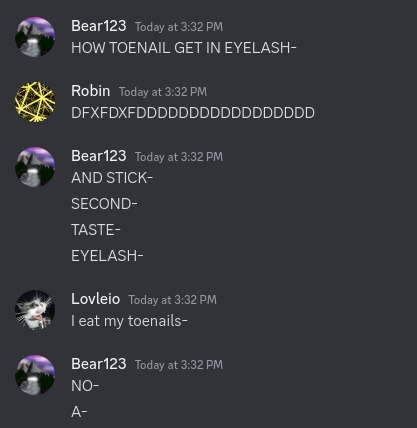 Bear123 Today at 3:32 PM
HOW TOENAIL GET IN EYELASH-
Robin Today at 3:32 PM
DFXFDXFDDDDDDDDDDDDDDDDDD
Bear123 Today at 3:32 PM
AND STICK-
SECOND-
TASTE-
EYELASH-
Lovleio Today at 3:32 PM
I eat my toenails-
Bear123 Today at 3:32 PM
NO-
A-